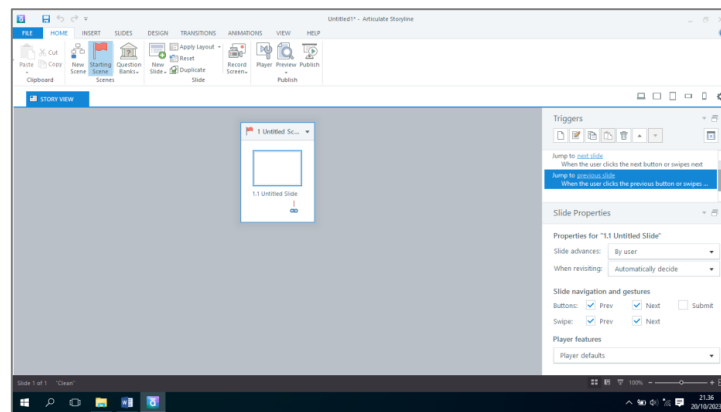 Untitled1* - Articulate Storyline
FILE HOME INSERT SLIDES DESIGN TRANSITIONS ANIMATIONS VIEW HELP
Paste
Cut
Copy
Clipboard
New Scene
Starting Scene
Question Banks
Scenes
New Slide
Apply Layout
Reset
Duplicate
Slide
Record Screen
Player
Preview
Publish
Publish
STORY VIEW
1 Untitled Sc...
1.1 Untitled Slide
Triggers
Jump to next slide
When the user clicks the next button or swipes next
Jump to previous slide
When the user clicks the previous button or swipes ...
Slide Properties
Properties for "1.1 Untitled Slide"
Slide advances: By user
When revisiting: Automatically decide
Slide navigation and gestures
Buttons: Prev Next Submit
Swipe: Prev Next
Player features
Player defaults
Slide 1 of 1 'Clean' 100%
21.36
20/10/2023